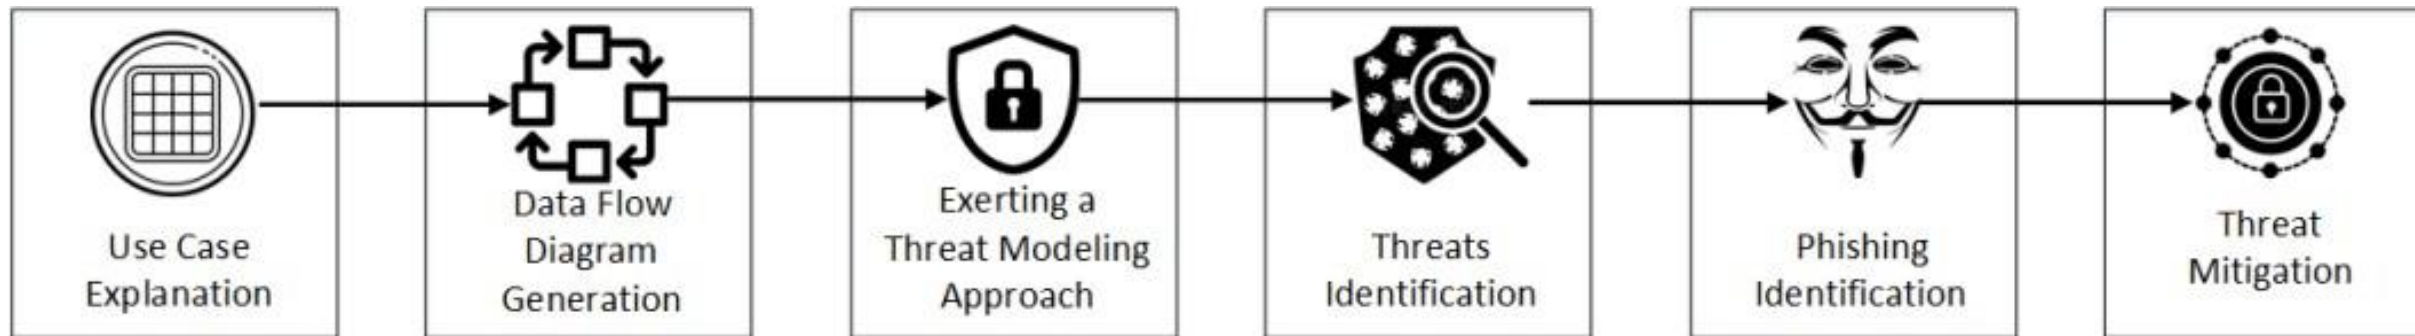 Use Case
Explanation
Data Flow
Diagram
Generation
Exerting a
Threat Modeling
Approach
Threats
Identification
Phishing
Identification
Threat
Mitigation